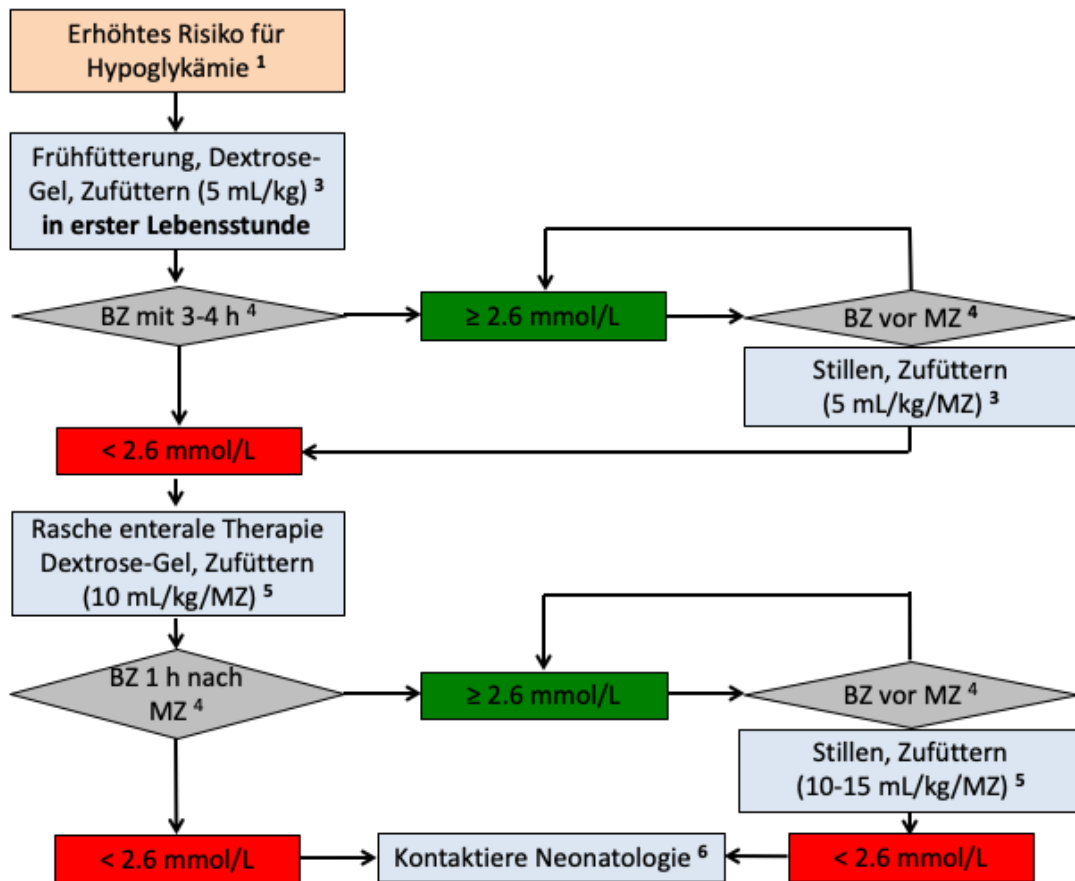 Erhöhtes Risiko für
Hypoglykämie ¹
Frühfütterung, Dextrose-
Gel, Zufüttern (5 mL/kg) ³
in erster Lebensstunde
BZ mit 3-4 h ⁴
≥ 2.6 mmol/L
BZ vor MZ ⁴
Stillen, Zufüttern
(5 mL/kg/MZ) ³
< 2.6 mmol/L
Rasche enterale Therapie
Dextrose-Gel, Zufüttern
(10 mL/kg/MZ) ⁵
BZ 1 h nach
MZ ⁴
≥ 2.6 mmol/L
BZ vor MZ ⁴
Stillen, Zufüttern
(10-15 mL/kg/MZ) ⁵
< 2.6 mmol/L
Kontaktiere Neonatologie ⁶
< 2.6 mmol/L